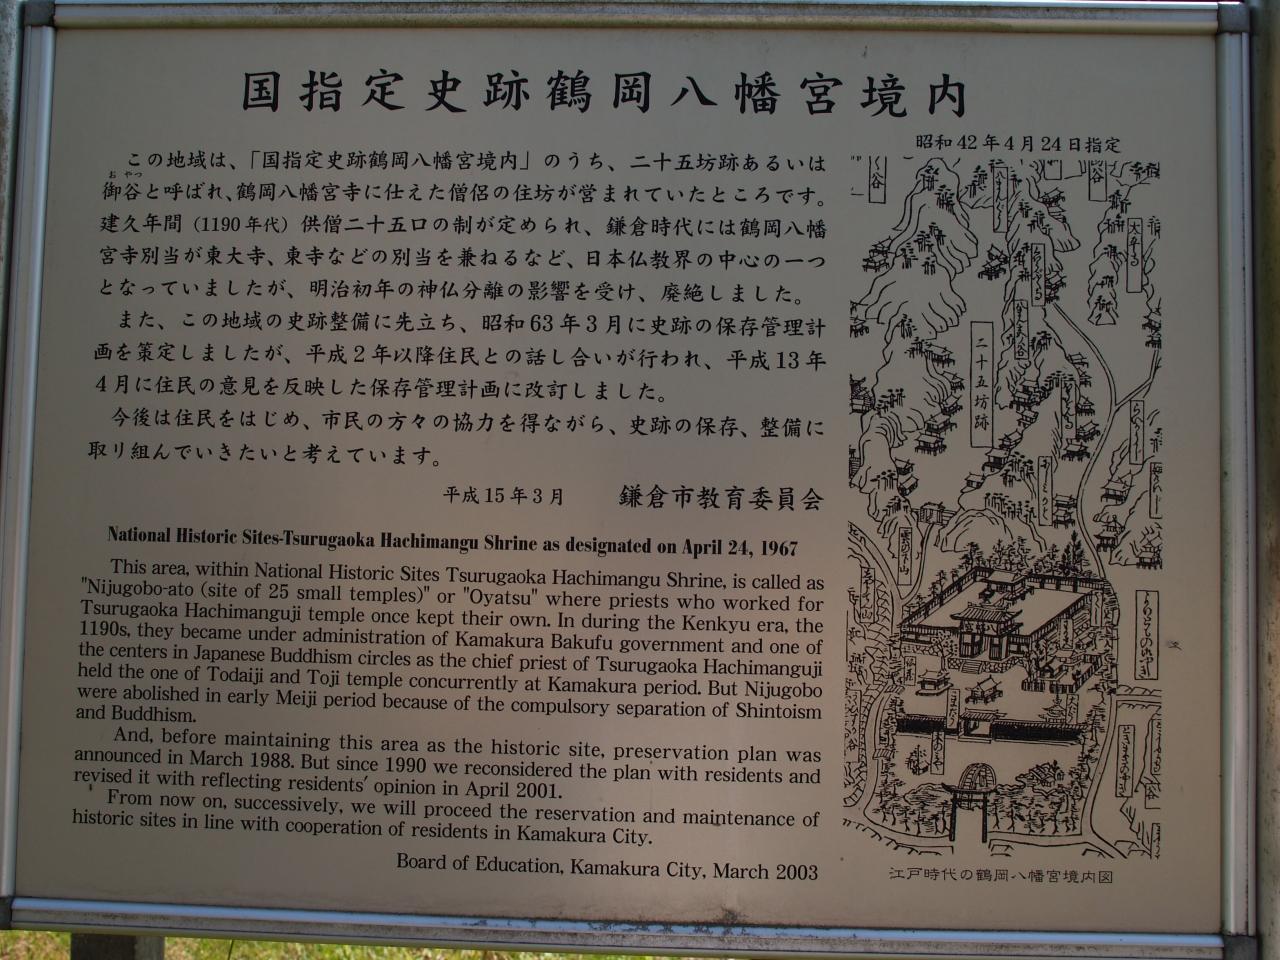 国指定史跡鶴岡八幡宮境内
昭和42年4月24日指定
この地域は、「国指定史跡鶴岡八幡宮境内」のうち、二十五坊跡あるいは
おやつ
御谷と呼ばれ、鶴岡八幡宮寺に仕えた僧侶の住坊が営まれていたところです。
建久年間（1190年代）供僧二十五口の制が定められ、鎌倉時代には鶴岡八幡
宮寺別当が東大寺、東寺などの別当を兼ねるなど、日本仏教界の中心の一つ
となっていましたが、明治初年の神仏分離の影響を受け、廃絶しました。
また、この地域の史跡整備に先立ち、昭和63年3月に史跡の保存管理計
画を策定しましたが、平成2年以降住民との話し合いが行われ、平成13年
4月に住民の意見を反映した保存管理計画に改訂しました。
今後は住民をはじめ、市民の方々の協力を得ながら、史跡の保存、整備に
取り組んでいきたいと考えています。
平成15年3月 鎌倉市教育委員会
National Historic Sites-Tsurugaoka Hachimangu Shrine as designated on April 24, 1967
This area, within National Historic Sites Tsurugaoka Hachimangu Shrine, is called as
"Nijugobo-ato (site of 25 small temples)" or "Oyatsu" where priests who worked for
Tsurugaoka Hachimanguji temple once kept their own. In during the Kenkyu era, the
1190s, they became under administration of Kamakura Bakufu government and one of
the centers in Japanese Buddhism circles as the chief priest of Tsurugaoka Hachimanguji
held the one of Todaiji and Toji temple concurrently at Kamakura period. But Nijugobo
were abolished in early Meiji period because of the compulsory separation of Shintoism
and Buddhism.
And, before maintaining this area as the historic site, preservation plan was
announced in March 1988. But since 1990 we reconsidered the plan with residents and
revised it with reflecting residents' opinion in April 2001.
From now on, successively, we will proceed the reservation and maintenance of
historic sites in line with cooperation of residents in Kamakura City.
Board of Education, Kamakura City, March 2003
二十五坊跡
江戸時代の鶴岡八幡宮境内図